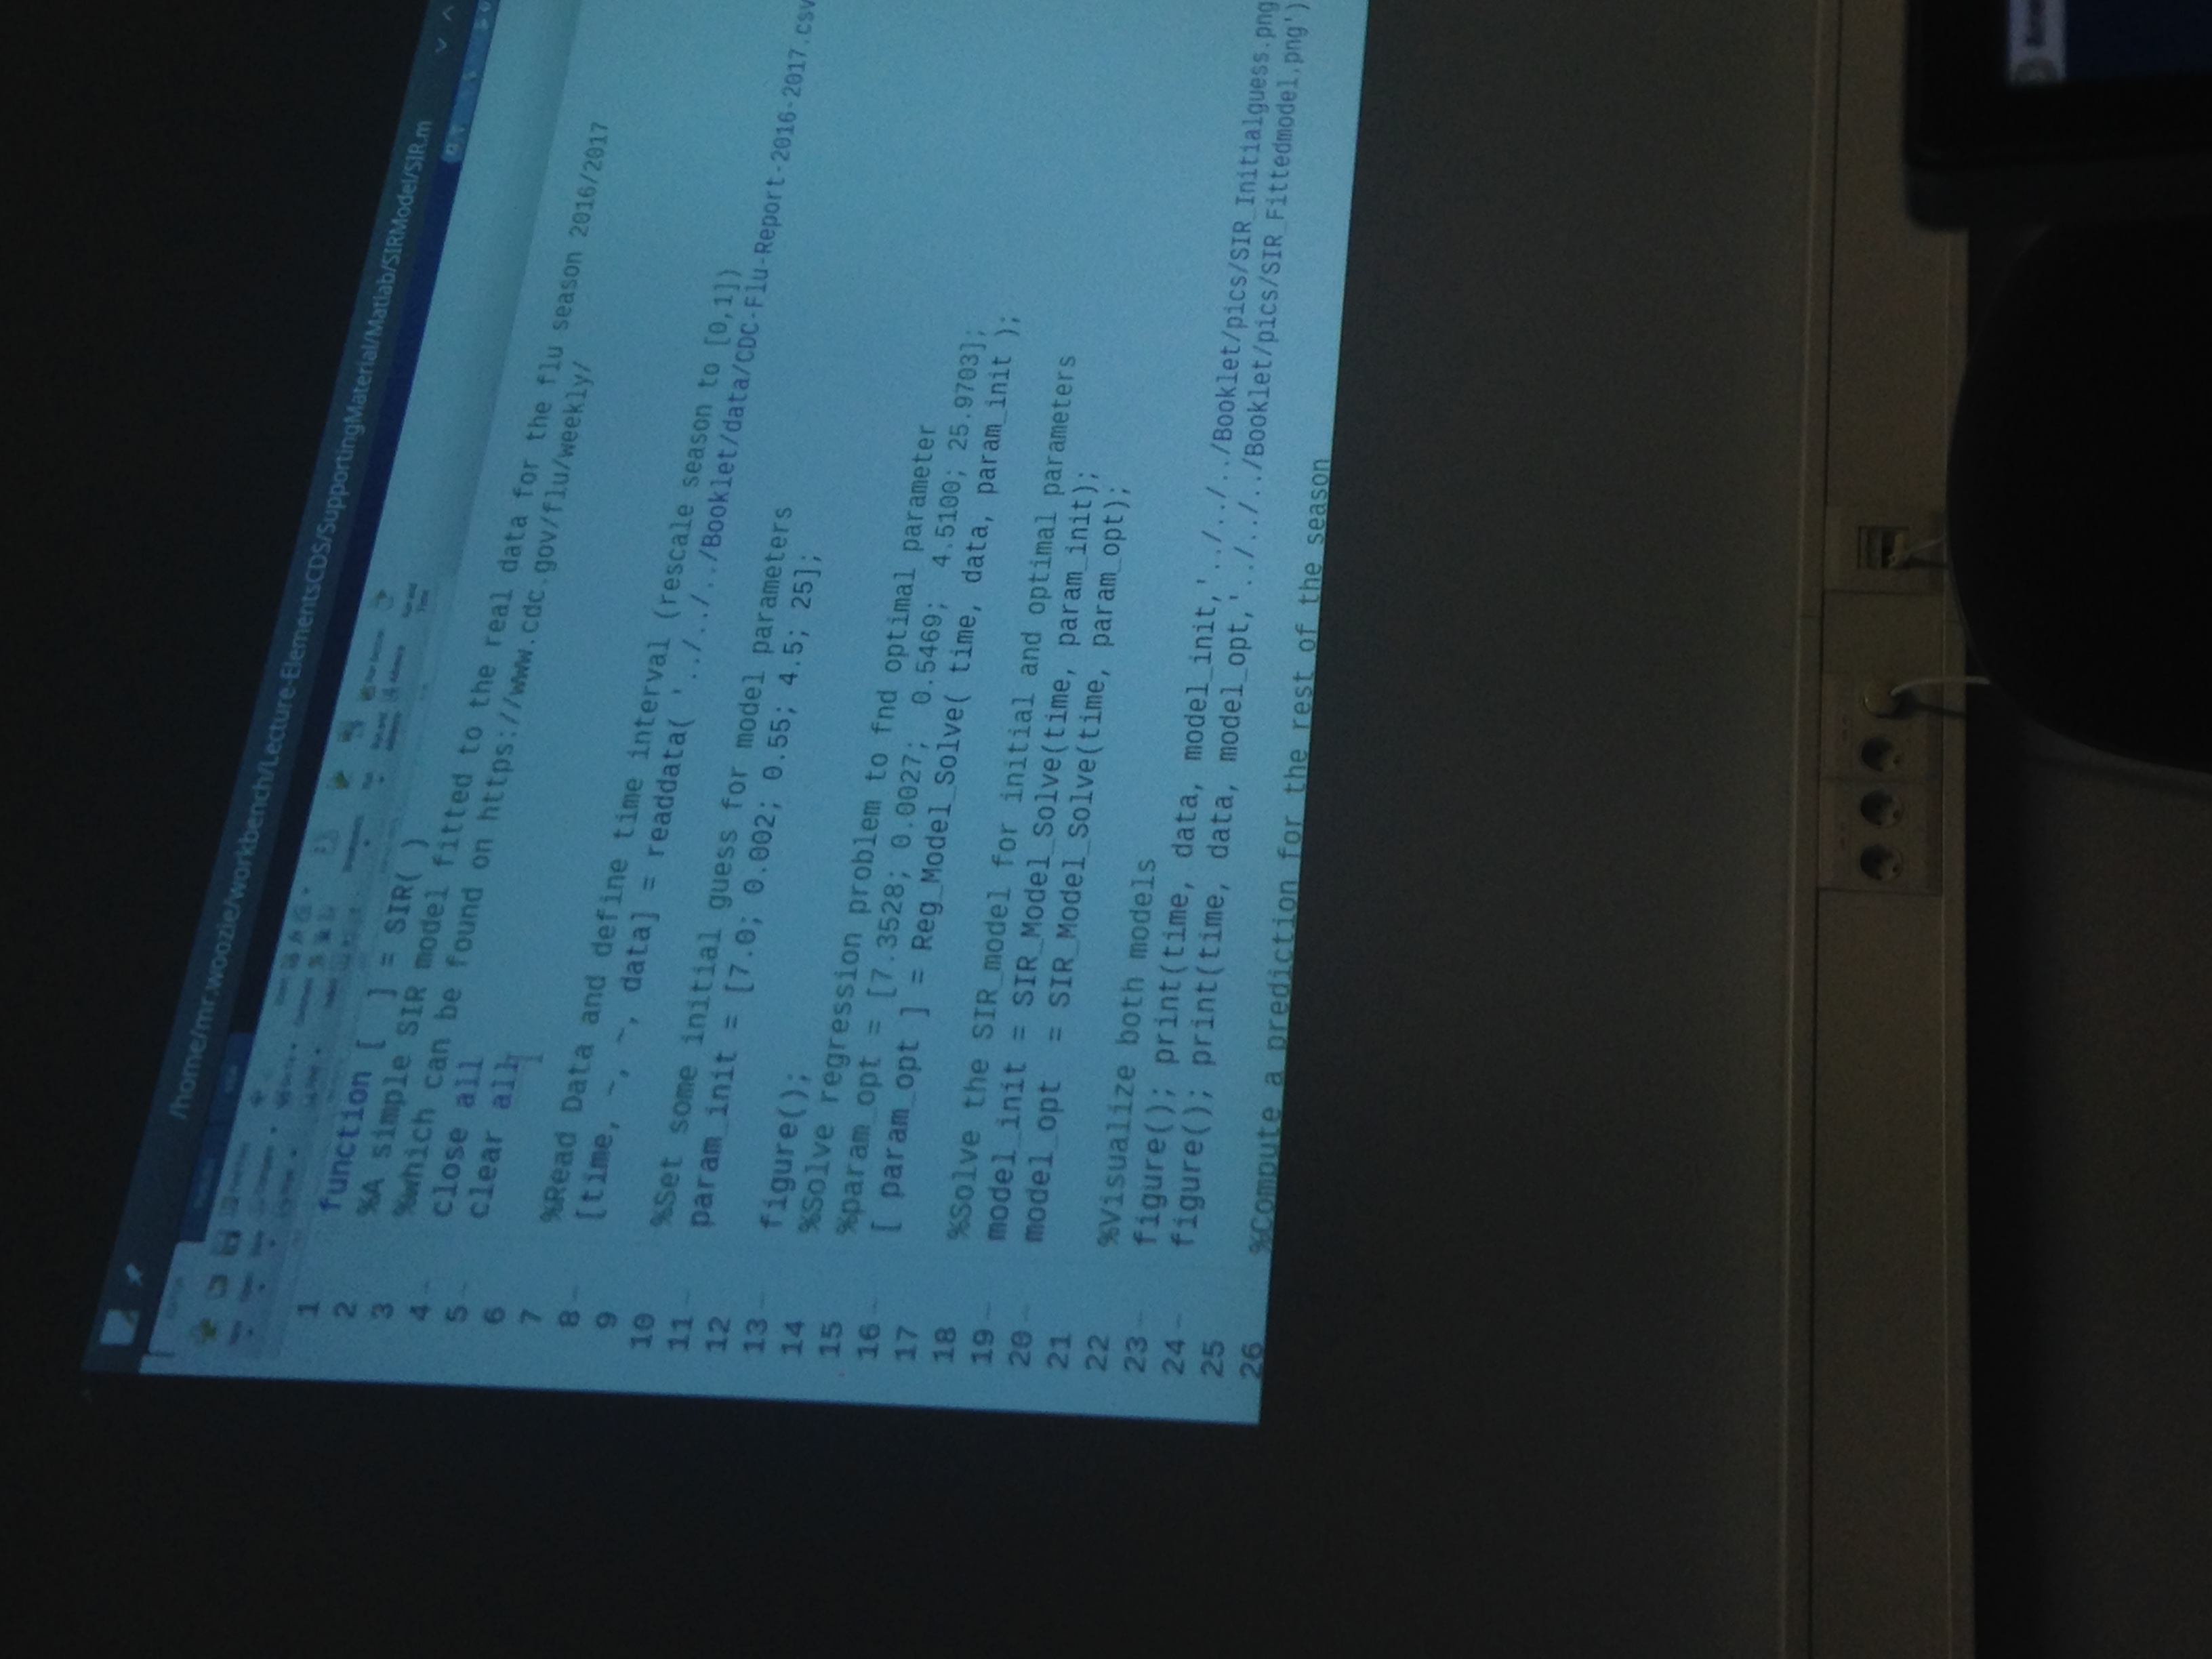 /home/mr.woozie/workbench/Lecture-ElementsCDS/SupportingMaterial/Matlab/SIRModel/SIR.m
1 function [  ] = SIR( )
2 %A simple SIR model fitted to the real data for the flu season 2016/2017
3 %which can be found on https://www.cdc.gov/flu/weekly/
4 close all
5 clear all
6
7 %Read Data and define time interval (rescale season to [0,1])
8 [time, ~, ~, data] = readdata( '../../../Booklet/data/CDC-Flu-Report-2016-2017.csv
9
10 %Set some initial guess for model parameters
11 param_init = [7.0; 0.002; 0.55; 4.5; 25];
12
13 figure();
14 %Solve regression problem to fnd optimal parameter
15 %param_opt = [7.3528; 0.0027;  0.5469;  4.5100; 25.9703];
16 [ param_opt ] = Reg_Model_Solve( time, data, param_init );
17
18 %Solve the SIR_model for initial and optimal parameters
19 model_init = SIR_Model_Solve(time, param_init);
20 model_opt  = SIR_Model_Solve(time, param_opt);
21
22 %Visualize both models
23 figure(); print(time, data, model_init,'../../../Booklet/pics/SIR_Initialguess.png
24 figure(); print(time, data, model_opt,'../../../Booklet/pics/SIR_Fittedmodel.png')
25
26 %Compute a prediction for the rest of the season